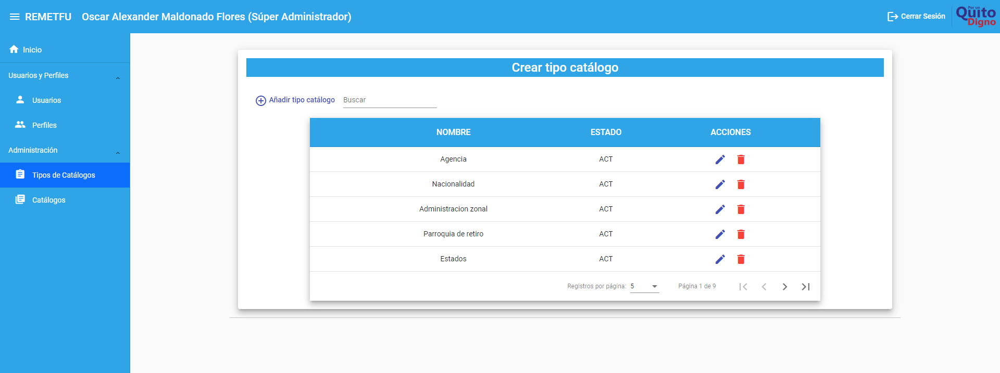 REMETFU Oscar Alexander Maldonado Flores (Súper Administrador)
Cerrar Sesión
Por un
Quito
Digno
Inicio
Usuarios y Perfiles
Usuarios
Perfiles
Administración
Tipos de Catálogos
Catálogos
Crear tipo catálogo
Añadir tipo catálogo Buscar
NOMBRE ESTADO ACCIONES
Agencia ACT
Nacionalidad ACT
Administracion zonal ACT
Parroquia de retiro ACT
Estados ACT
Registros por página: 5 Página 1 de 9